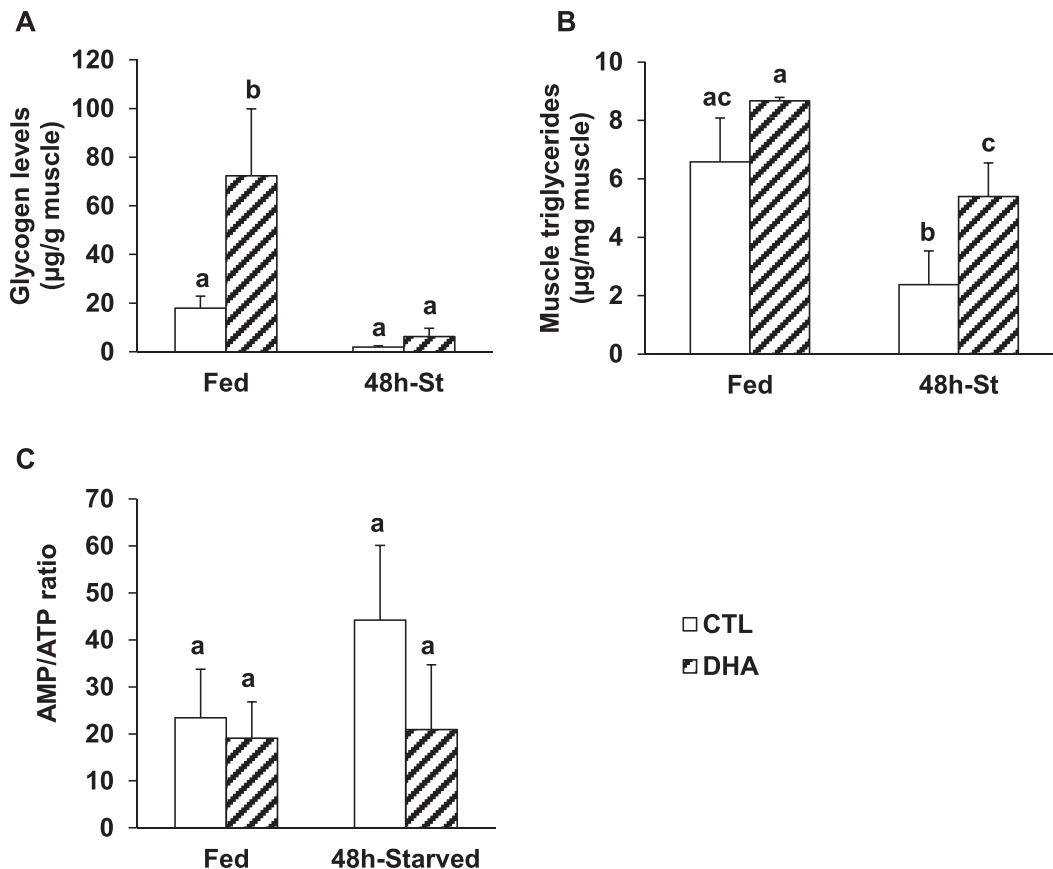 A
Glycogen levels
(µg/g muscle)
120
100
80
60
40
20
0
a
b
a
a
Fed
48h-St
B
Muscle triglycerides
(µg/mg muscle)
10
8
6
4
2
0
ac
a
b
c
Fed
48h-St
C
AMP/ATP ratio
70
60
50
40
30
20
10
0
a
a
a
a
Fed
48h-Starved
CTL
DHA